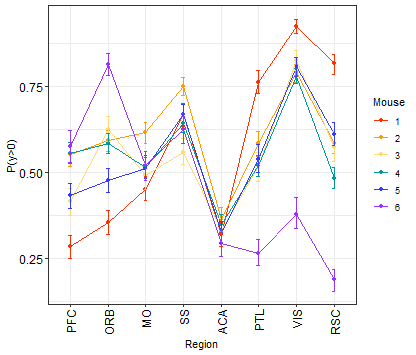 P(y>0)
0.75
0.50
0.25
PFC
ORB
MO
SS
ACA
PTL
VIS
RSC
Region
Mouse
1
2
3
4
5
6